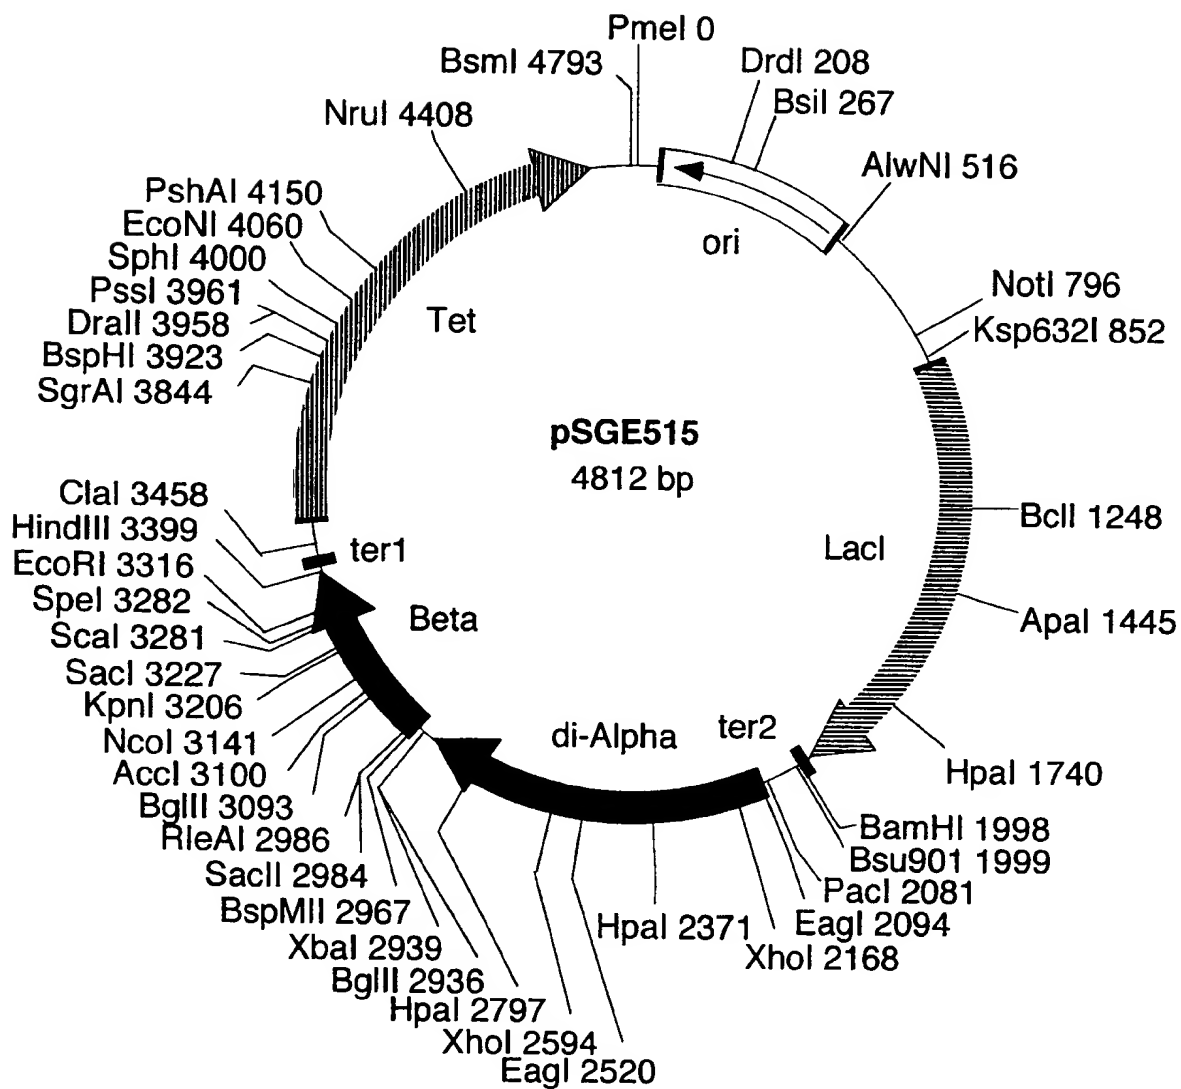 PmeI 0
BsmI 4793
DrdI 208
BsiI 267
NruI 4408
AlwNI 516
PshAI 4150
EcoNI 4060
SphI 4000
PssI 3961
DraII 3958
BspHI 3923
SgrAI 3844
ori
NotI 796
Ksp632I 852
Tet
pSGE515
4812 bp
ClaI 3458
HindIII 3399
EcoRI 3316
SpeI 3282
ScaI 3281
SacI 3227
KpnI 3206
NcoI 3141
AccI 3100
BglII 3093
RleAI 2986
SacII 2984
BspMII 2967
XbaI 2939
BglII 2936
HpaI 2797
XhoI 2594
EagI 2520
ter1
Beta
LacI
BclI 1248
ApaI 1445
di-Alpha
ter2
HpaI 1740
BamHI 1998
Bsu901 1999
PacI 2081
EagI 2094
XhoI 2168
HpaI 2371